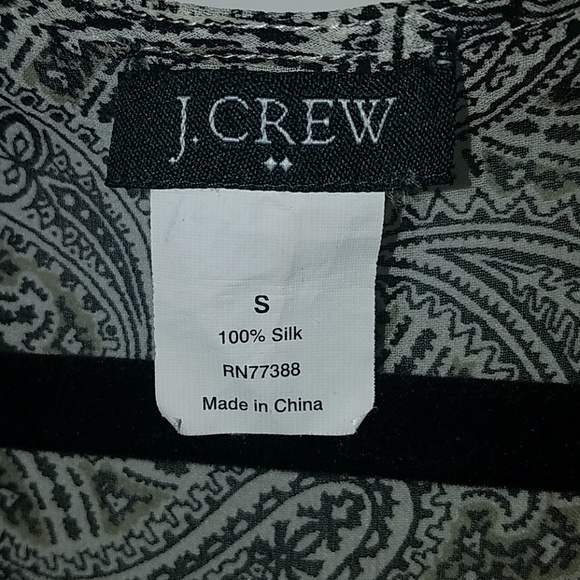 J.CREW
S
100% Silk
RN77388
Made in China